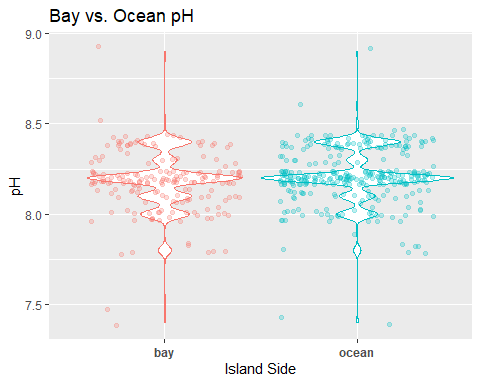 Bay vs. Ocean pH
9.0
8.5
8.0
7.5
pH
bay ocean
Island Side